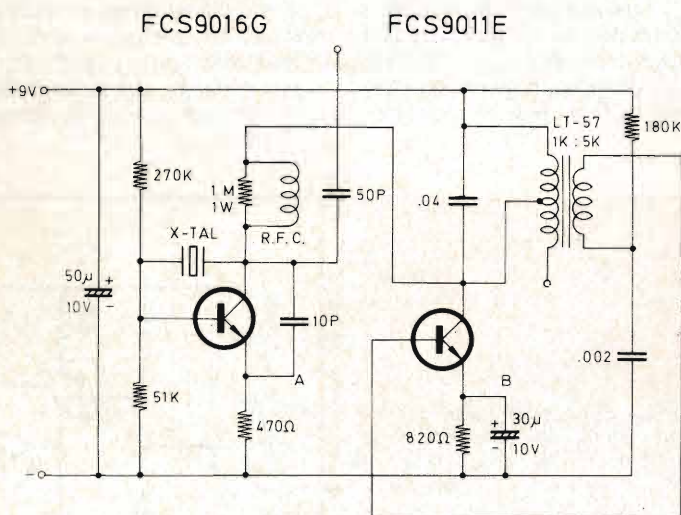 FCS9016G
FCS9011E
+9V
LT-57
1K : 5K
180K
270K
1 M
1W
50P
.04
X-TAL
R.F.C.
50μ
+
10V
-
10P
.002
A
B
51K
470Ω
820Ω
+
30μ
-
10V
-